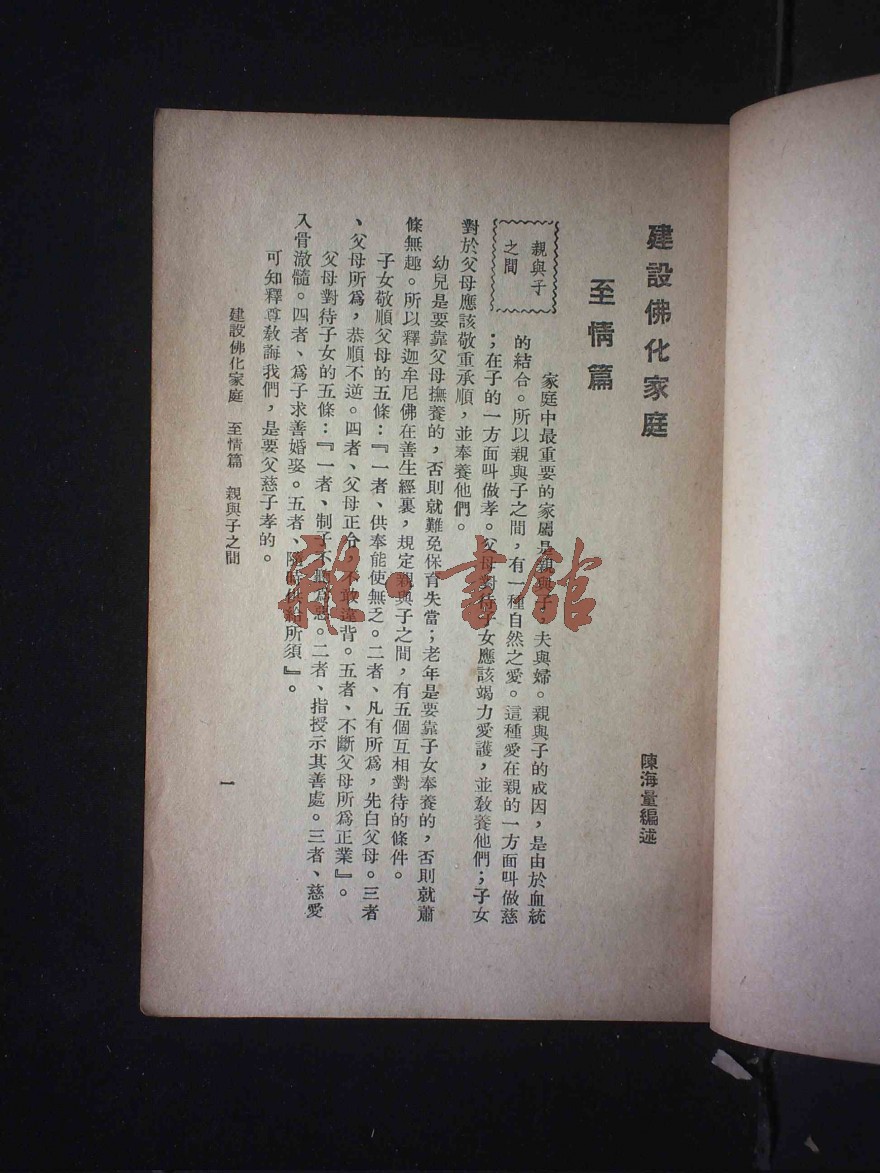 建設佛化家庭
陳海量編述
至情篇
親與子
之間
家庭中最重要的家屬是親與子，夫與婦。親與子的成因，是由於血統
的結合。所以親與子之間，有一種自然之愛。這種愛在親的一方面叫做慈
；在子的一方面叫做孝。父母對待子女應該竭力愛護，並教養他們；子女
對於父母應該敬重承順，並奉養他們。
幼兒是要靠父母撫養的，否則就難免保育失當；老年是要靠子女奉養的，否則就蕭
條無趣。所以釋迦牟尼佛在善生經裏，規定親與子之間，有五個互相對待的條件。
子女敬順父母的五條：『一者、供奉能使無乏。二者、凡有所爲，先白父母。三者
、父母所爲，恭順不逆。四者、父母正令，不敢違背。五者、不斷父母所爲正業』。
父母對待子女的五條：『一者、制子不聽爲惡。二者、指授示其善處。三者、慈愛
入骨澈髓。四者、爲子求善婚娶。五者、隨時供給所須』。
可知釋尊教誨我們，是要父慈子孝的。
建設佛化家庭　至情篇　親與子之間
一
雜·書館